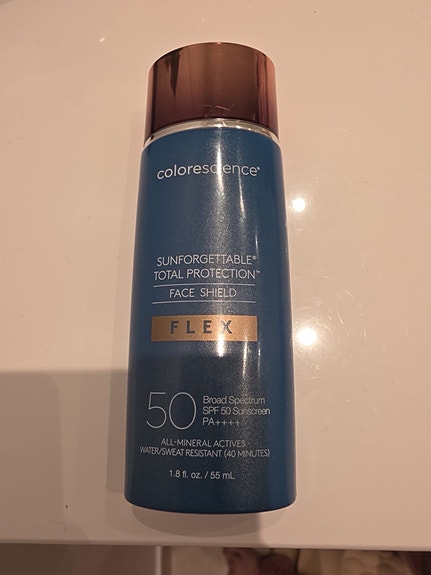 colorescience®
SUNFORGETTABLE®
TOTAL PROTECTION™
FACE SHIELD
FLEX
50
Broad Spectrum
SPF 50 Sunscreen
PA++++
ALL-MINERAL ACTIVES
WATER/SWEAT RESISTANT (40 MINUTES)
1.8 fl. oz. / 55 mL